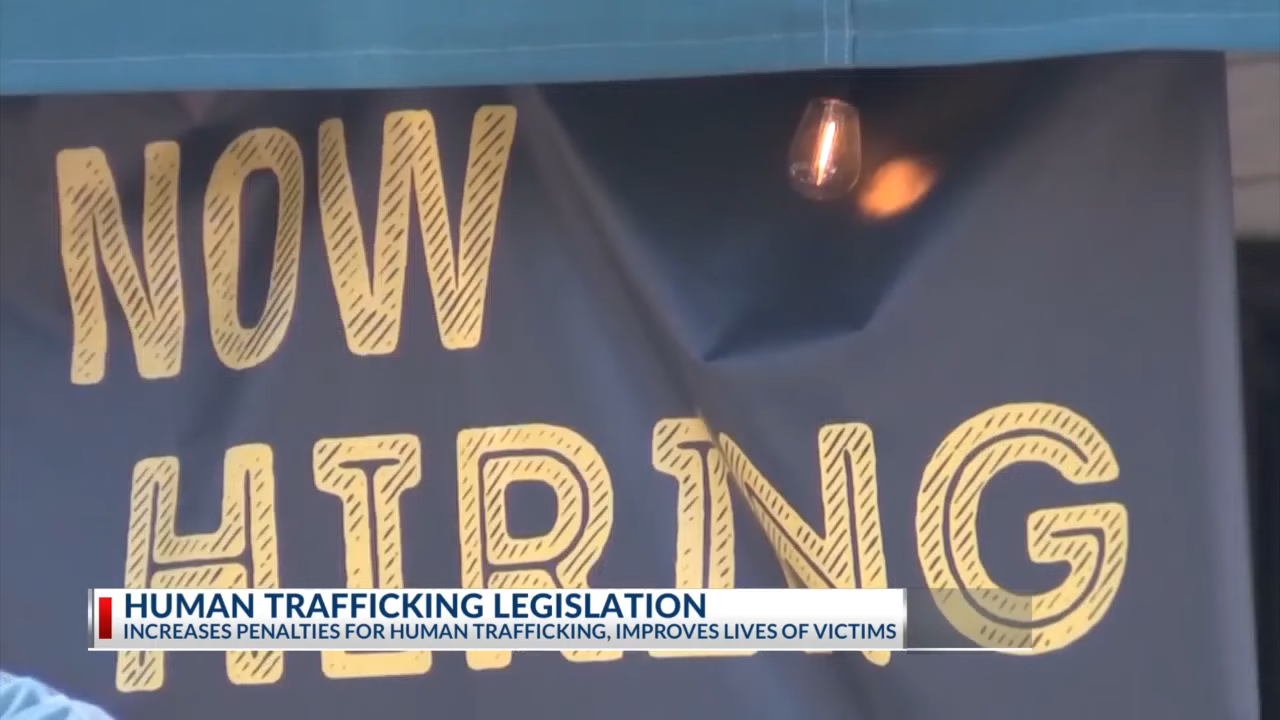 NOW
HIRING
HUMAN TRAFFICKING LEGISLATION
INCREASES PENALTIES FOR HUMAN TRAFFICKING, IMPROVES LIVES OF VICTIMS